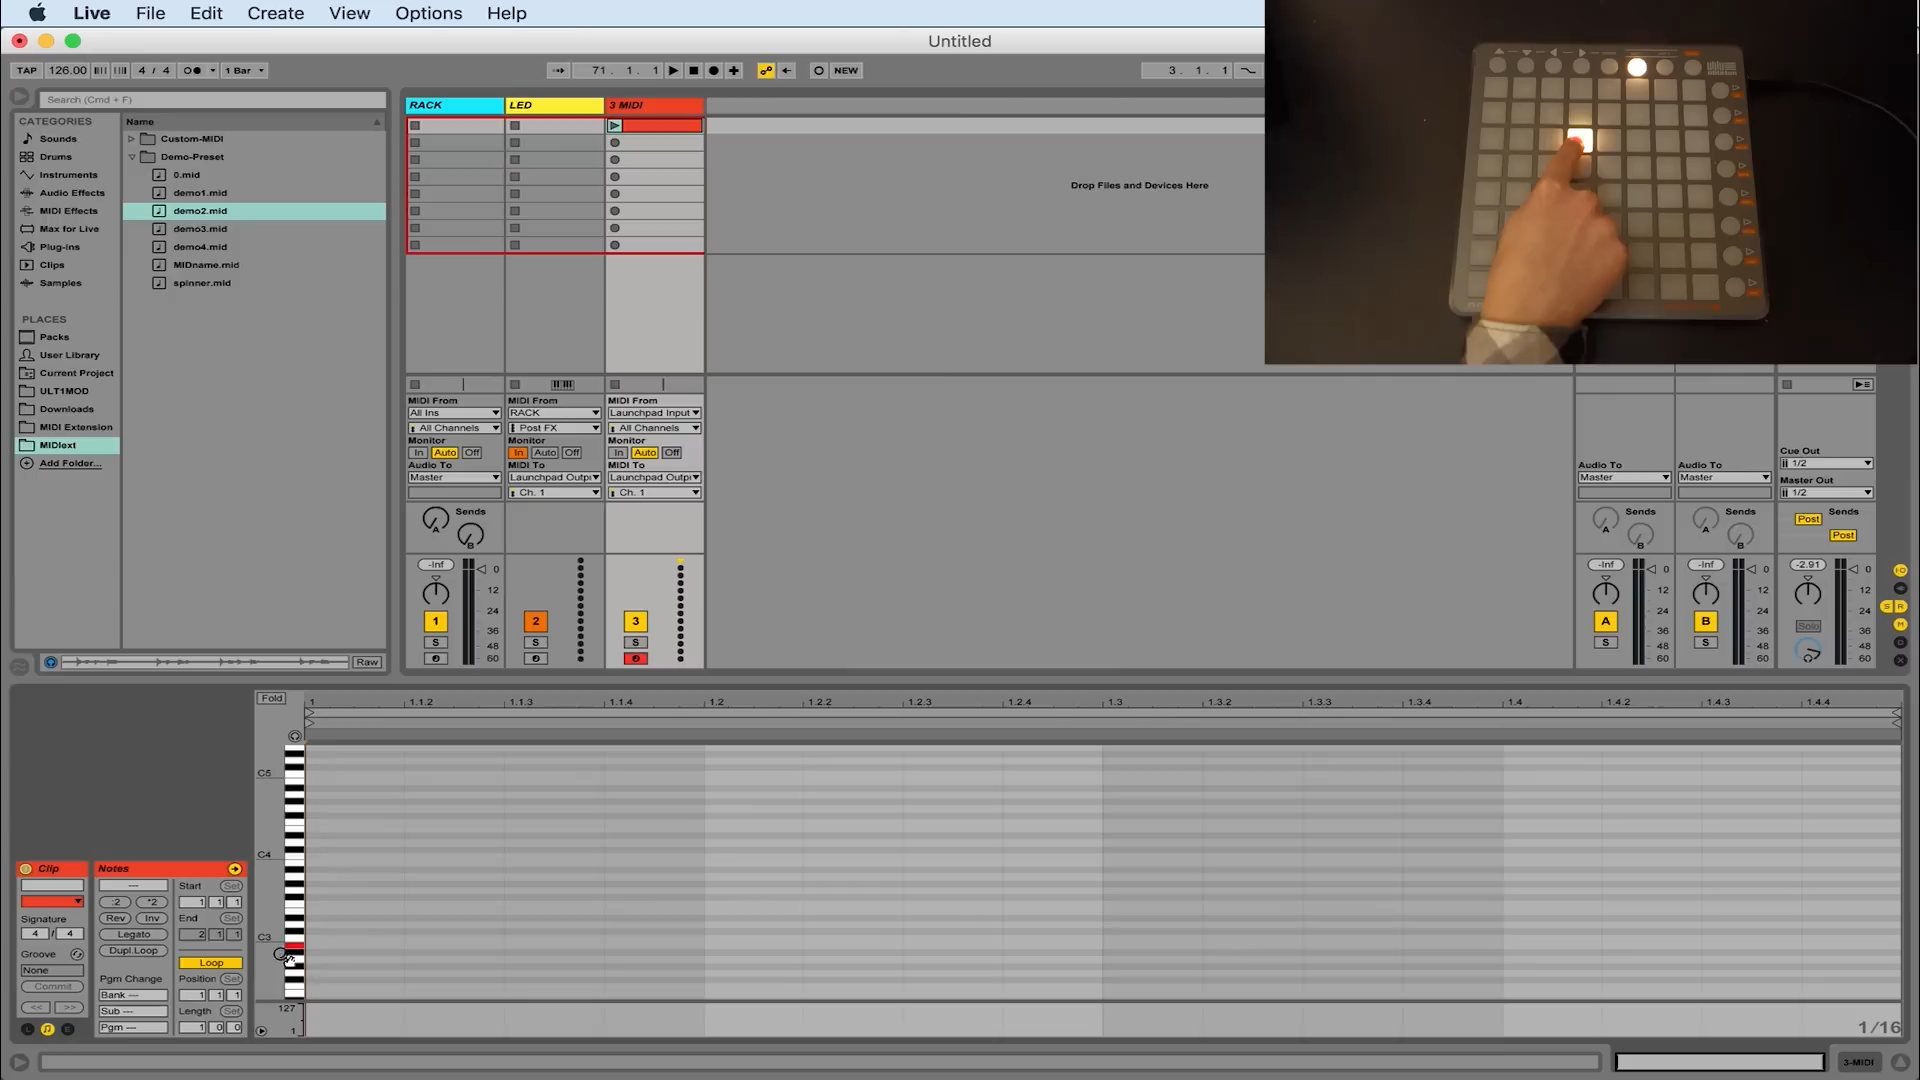 Live File Edit Create View Options Help
Untitled
TAP 126.00 4 / 4 1 Bar 71. 1. 1 NEW 3. 1. 1
Search (Cmd + F)
CATEGORIES
Sounds
Drums
Instruments
Audio Effects
MIDI Effects
Max for Live
Plug-ins
Clips
Samples
PLACES
Packs
User Library
Current Project
ULT1MOD
Downloads
MIDI Extension
MIDIext
Add Folder...
Name
Custom-MIDI
Demo-Preset
0.mid
demo1.mid
demo2.mid
demo3.mid
demo4.mid
MIDname.mid
spinner.mid
Raw
RACK LED 3 MIDI
Drop Files and Devices Here
MIDI From MIDI From MIDI From
All Ins RACK Launchpad Input
All Channels Post FX All Channels
Monitor Monitor Monitor
In Auto Off In Auto Off In Auto Off
Audio To MIDI To MIDI To
Master Launchpad Outp Launchpad Outp
Ch. 1 Ch. 1
Sends
A
B
-Inf
0
12
24
36
48
60
1 2 3
S S S
Audio To Audio To
Master Master
Cue Out
1/2
Master Out
1/2
Sends Sends Sends
A A Post
B B Post
-Inf -Inf -2.91
0 0 0
12 12 12
24 24 24
36 36 36
48 48 48
60 60 60
A B Solo
S S
S R
M
D
X
Fold
1 1.1.2 1.1.3 1.1.4 1.2 1.2.2 1.2.3 1.2.4 1.3 1.3.2 1.3.3 1.3.4 1.4 1.4.2 1.4.3 1.4.4
C5
C4
C3
127
1
1/16
Clip
Signature
4 / 4
Groove
None
Commit
<< >>
L E
Notes
---
:2 *2
Rev Inv
Legato
Dupl.Loop
Pgm Change
Bank ---
Sub ---
Pgm ---
Start Set
1 1 1
End Set
2 1 1
Loop
Position Set
1 1 1
Length Set
1 0 0
3-MIDI